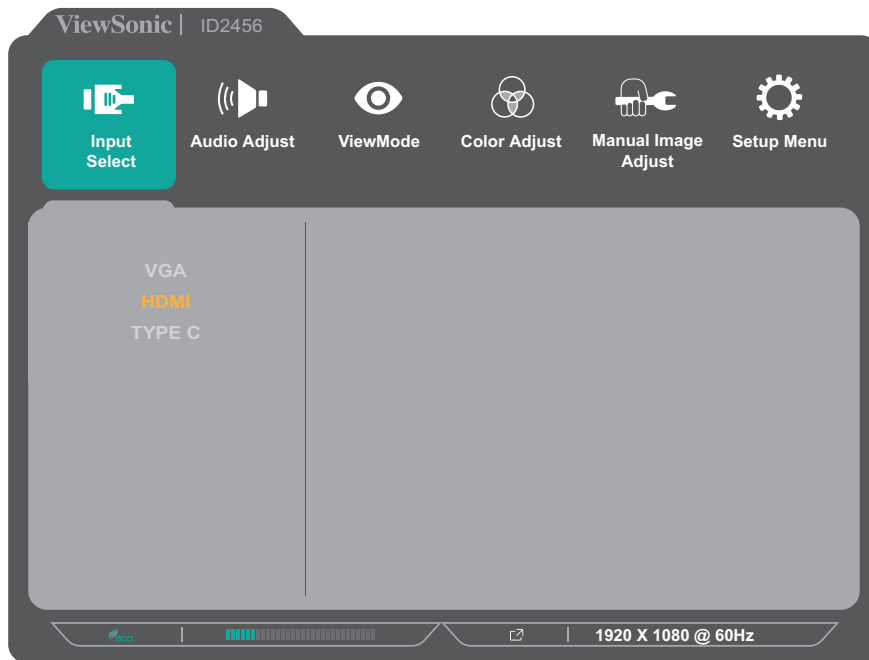 ViewSonic | ID2456
Input
Select
Audio Adjust
ViewMode
Color Adjust
Manual Image
Adjust
Setup Menu
VGA
HDMI
TYPE C
eco
1920 X 1080 @ 60Hz